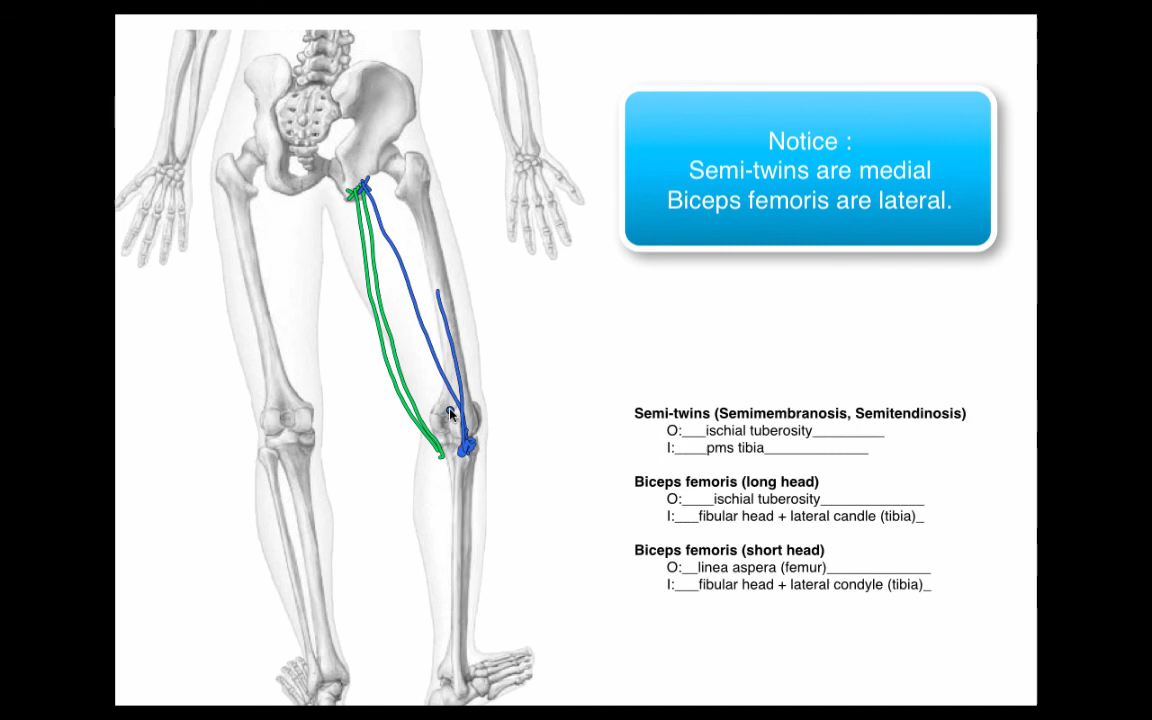 Notice :
Semi-twins are medial
Biceps femoris are lateral.
Semi-twins (Semimembranosis, Semitendinosis)
O:___ischial tuberosity_________
I:____pms tibia_____________
Biceps femoris (long head)
O:____ischial tuberosity_____________
I:___fibular head + lateral candle (tibia)_
Biceps femoris (short head)
O:__linea aspera (femur)_____________
I:___fibular head + lateral condyle (tibia)_